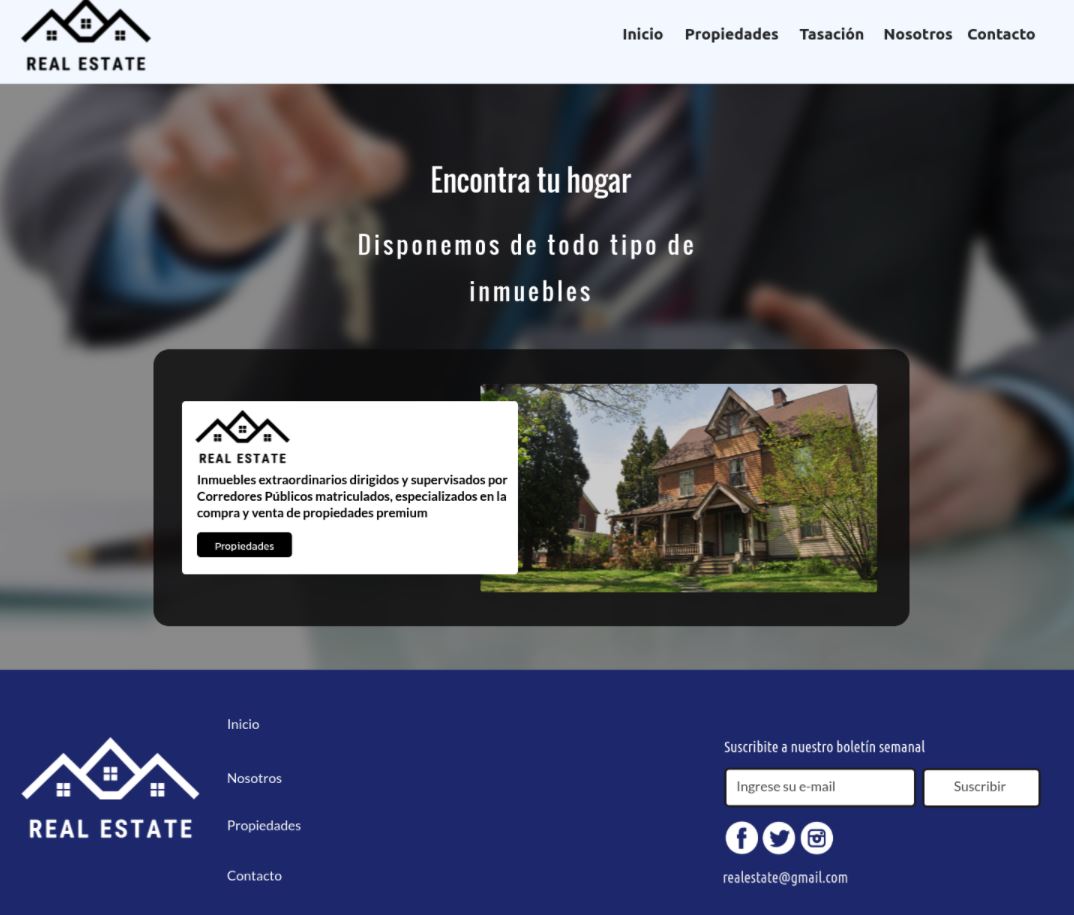 REAL ESTATE
Inicio Propiedades Tasación Nosotros Contacto
Encontra tu hogar
Disponemos de todo tipo de
inmuebles
REAL ESTATE
Inmuebles extraordinarios dirigidos y supervisados por
Corredores Públicos matriculados, especializados en la
compra y venta de propiedades premium
Propiedades
REAL ESTATE
Inicio
Nosotros
Propiedades
Contacto
Suscribite a nuestro boletín semanal
Ingrese su e-mail
Suscribir
realestate@gmail.com